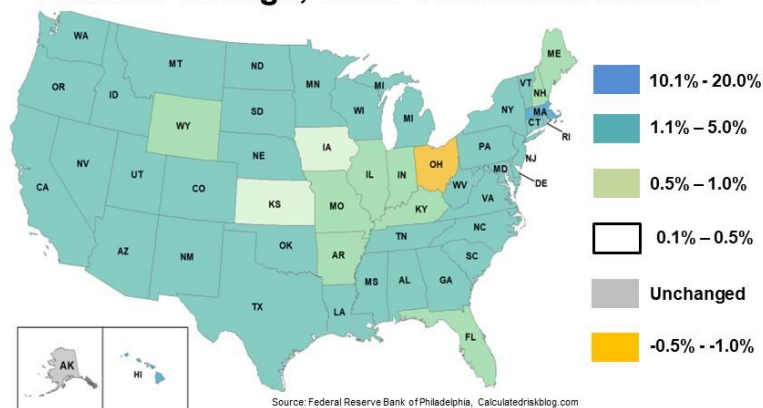 WA
MT
ND
MN
OR
ID
SD
WI
MI
MI
WY
NE
IA
NV
UT
CO
KS
MO
IL
IN
OH
KY
WV
PA
NY
VT
NH
ME
MA
CT
RI
NJ
DE
MD
VA
NC
TN
SC
CA
AZ
NM
OK
AR
TX
LA
MS
AL
GA
FL
AK
HI
10.1% - 20.0%
1.1% – 5.0%
0.5% – 1.0%
0.1% – 0.5%
Unchanged
-0.5% - -1.0%
Source: Federal Reserve Bank of Philadelphia, Calculatedriskblog.com